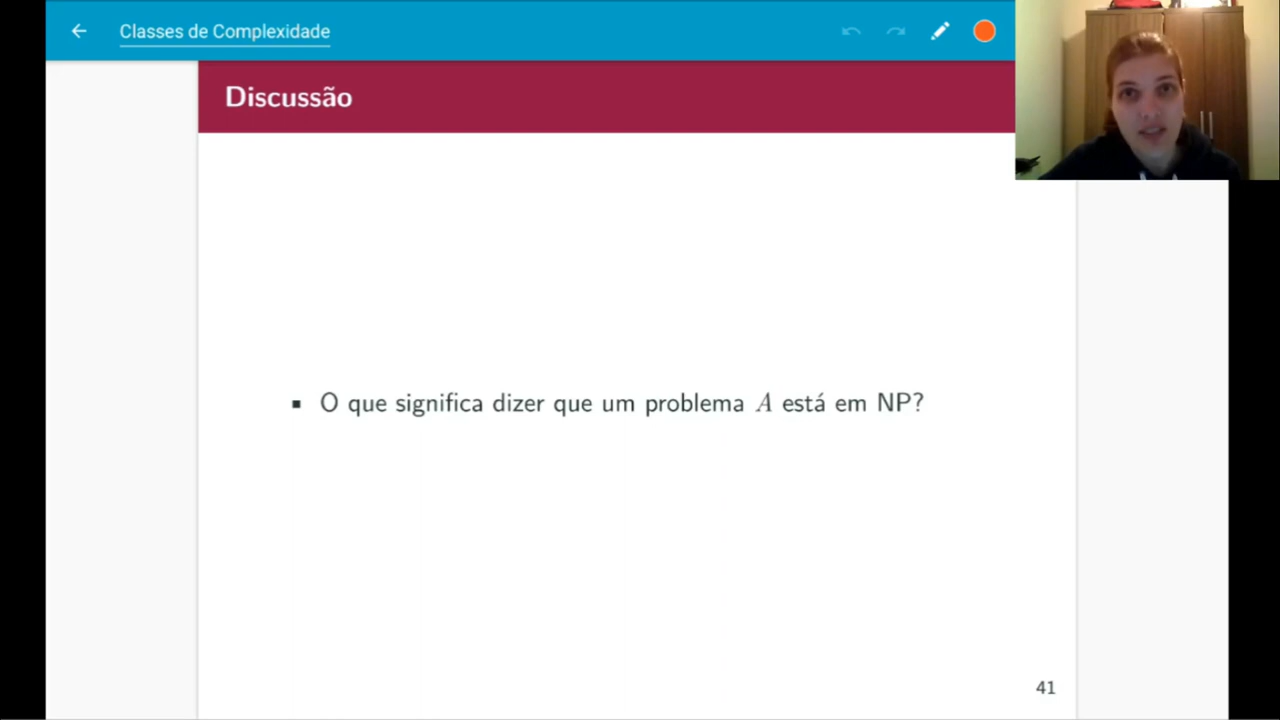 Classes de Complexidade
Discussão
▪ O que significa dizer que um problema A está em NP?
41